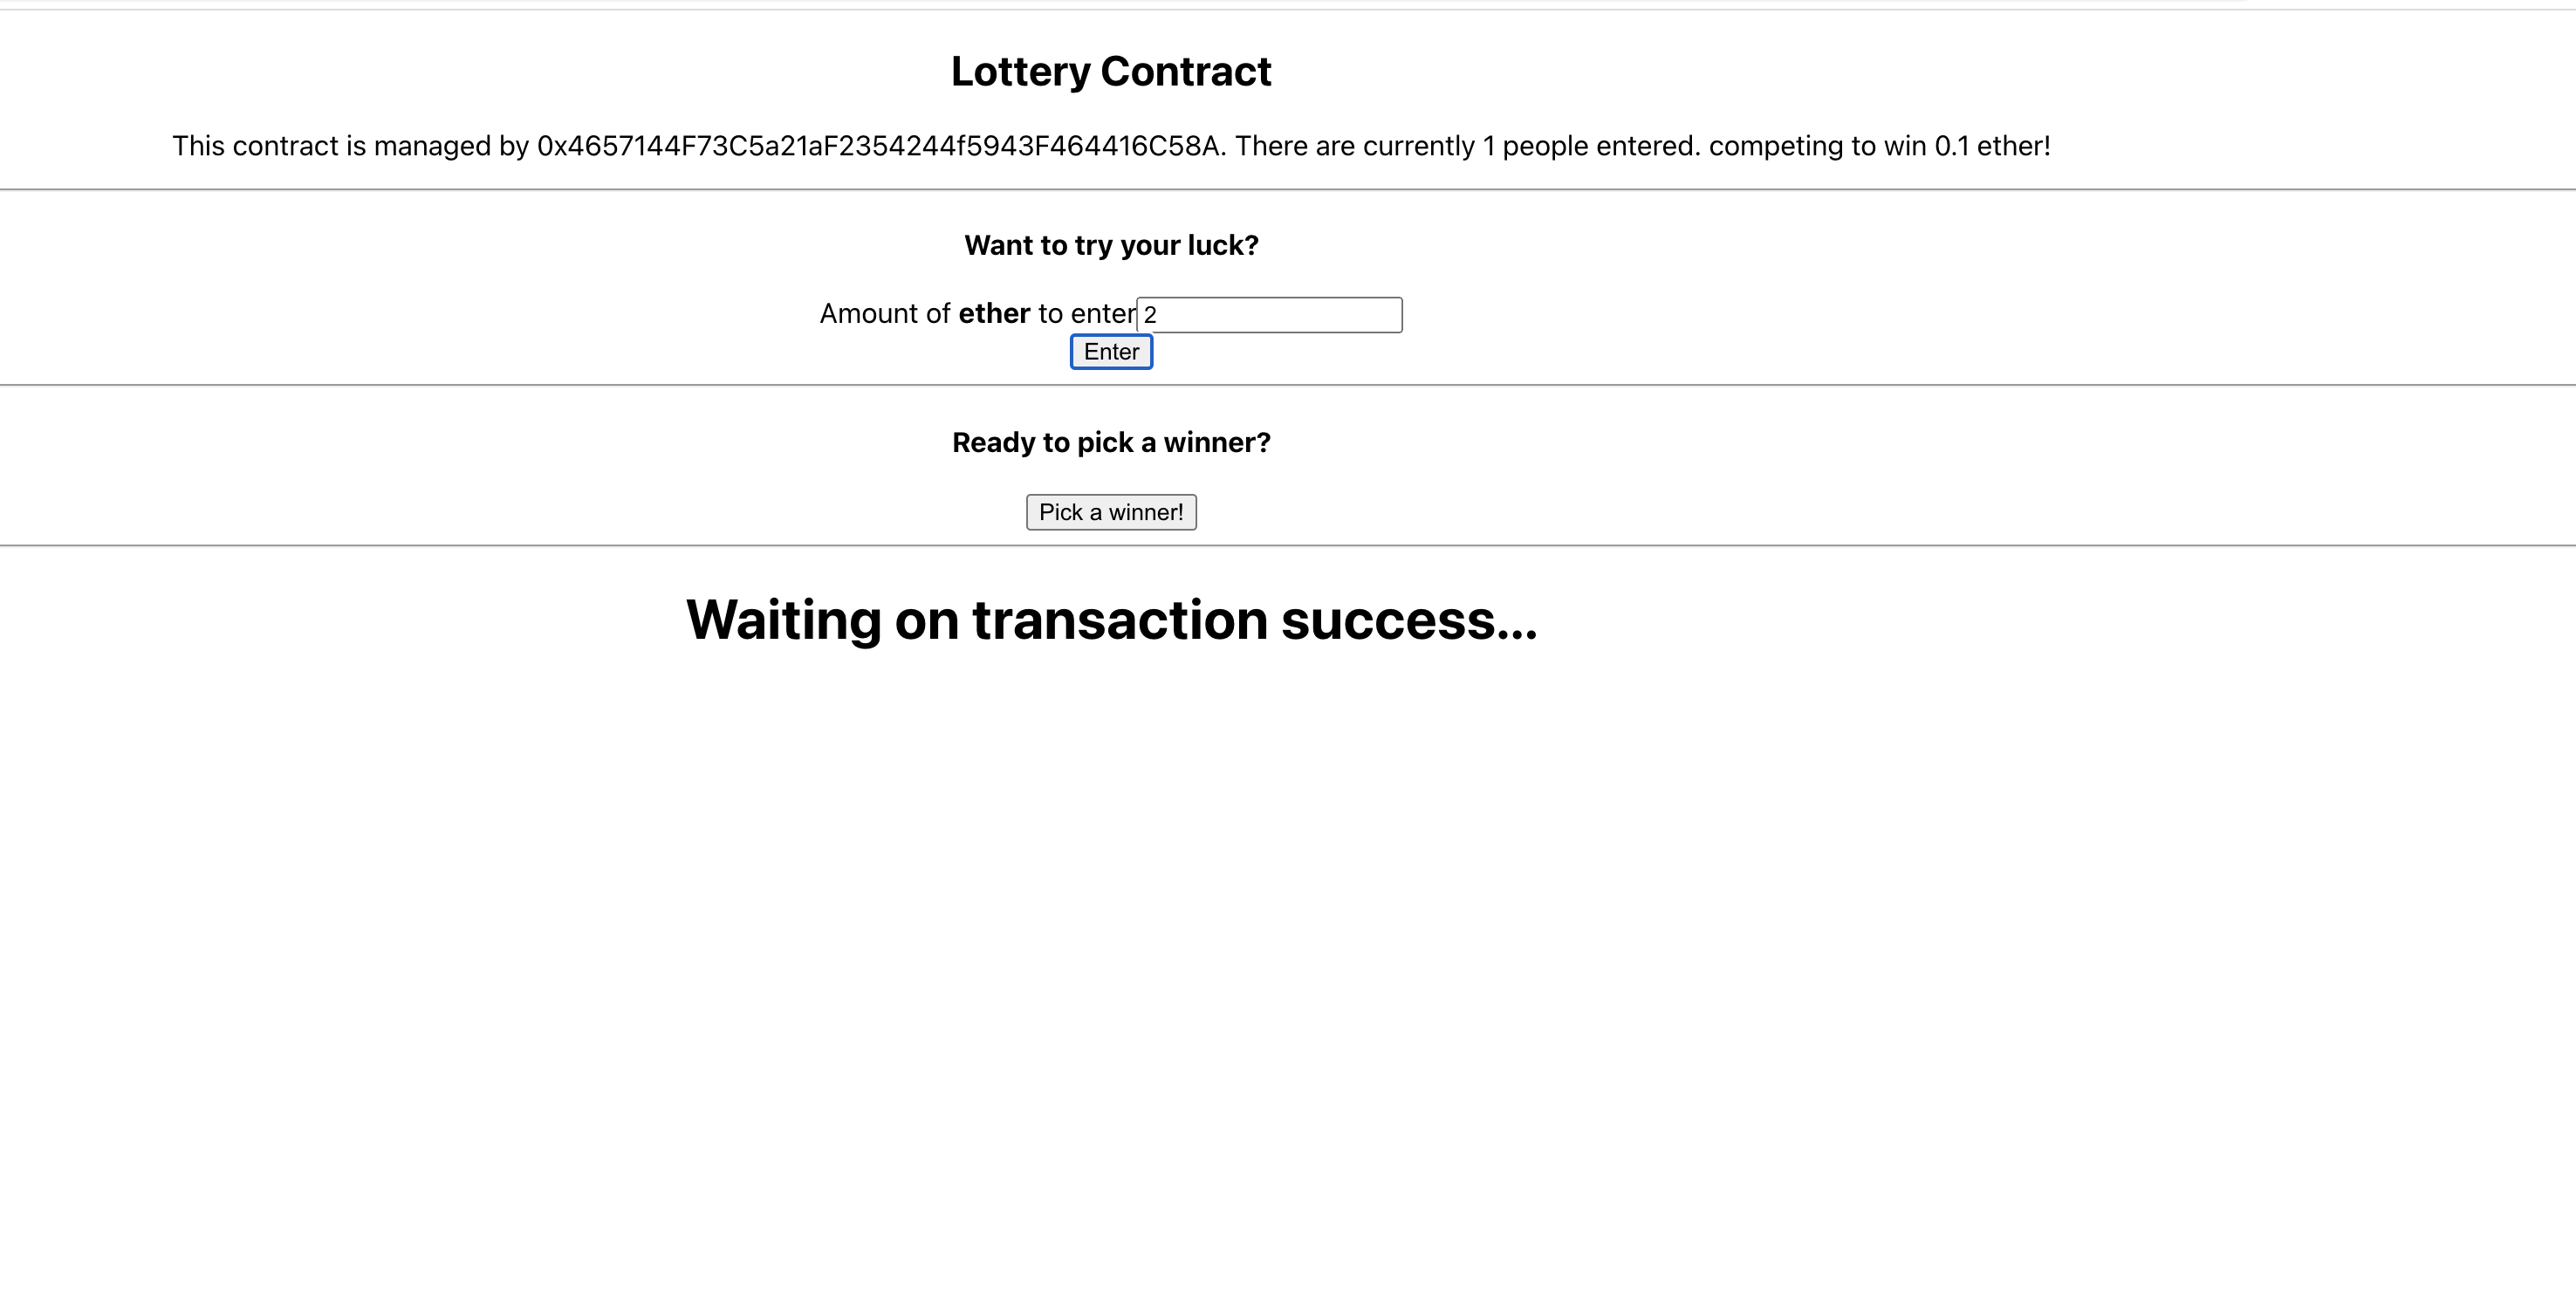 Lottery Contract
This contract is managed by 0x4657144F73C5a21aF2354244f5943F464416C58A. There are currently 1 people entered. competing to win 0.1 ether!
Want to try your luck?
Amount of ether to enter 2
Enter
Ready to pick a winner?
Pick a winner!
Waiting on transaction success...